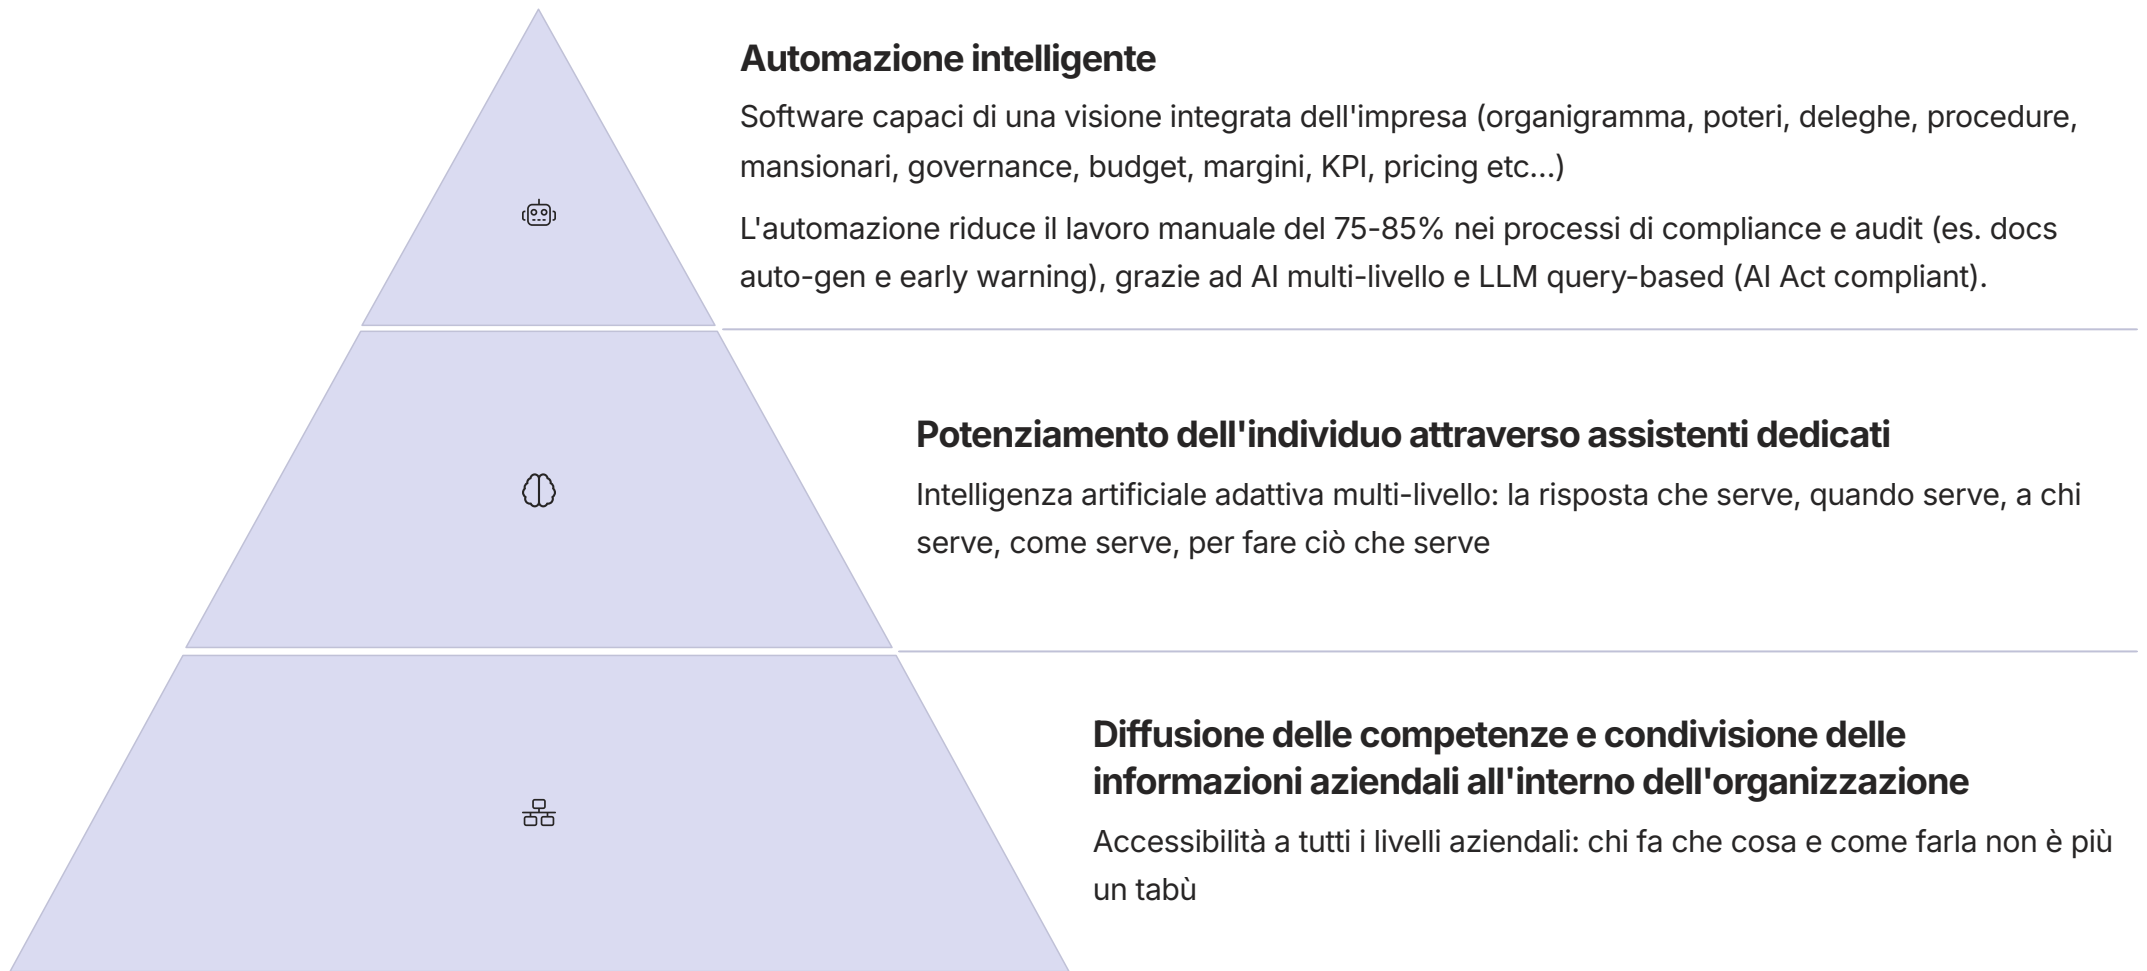 Automazione intelligente
Software capaci di una visione integrata dell'impresa (organigramma, poteri, deleghe, procedure,
mansionari, governance, budget, margini, KPI, pricing etc...)
L'automazione riduce il lavoro manuale del 75-85% nei processi di compliance e audit (es. docs
auto-gen e early warning), grazie ad AI multi-livello e LLM query-based (AI Act compliant).
Potenziamento dell'individuo attraverso assistenti dedicati
Intelligenza artificiale adattiva multi-livello: la risposta che serve, quando serve, a chi
serve, come serve, per fare ciò che serve
Diffusione delle competenze e condivisione delle
informazioni aziendali all'interno dell'organizzazione
Accessibilità a tutti i livelli aziendali: chi fa che cosa e come farla non è più
un tabù